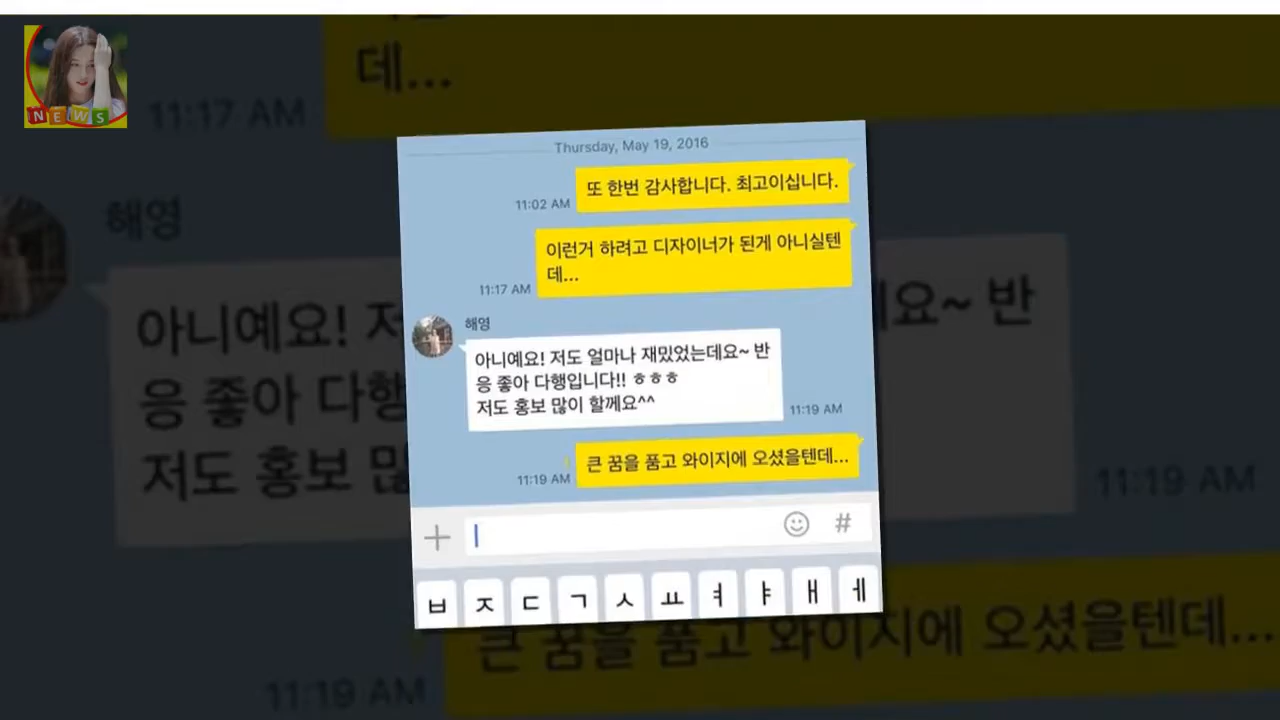 NEWS
데...
11:17 AM
Thursday, May 19, 2016
또 한번 감사합니다. 최고이십니다.
11:02 AM
이런거 하려고 디자이너가 된게 아니실텐
데...
11:17 AM
해영
해영
아니예요! 저도 얼마나 재밌었는데요~ 반
응 좋아 다행입니다!! ㅎㅎㅎ
저도 홍보 많이 할께요^^
11:19 AM
큰 꿈을 품고 와이지에 오셨을텐데...
11:19 AM
#
ㅂ ㅈ ㄷ ㄱ ㅅ ㅛ ㅕ ㅑ ㅐ ㅔ
아니예요! 저
요~ 반
응 좋아 다행
저도 홍보 많
11:19 AM
큰 꿈을 품고 와이지에 오셨을텐데...
11:19 AM